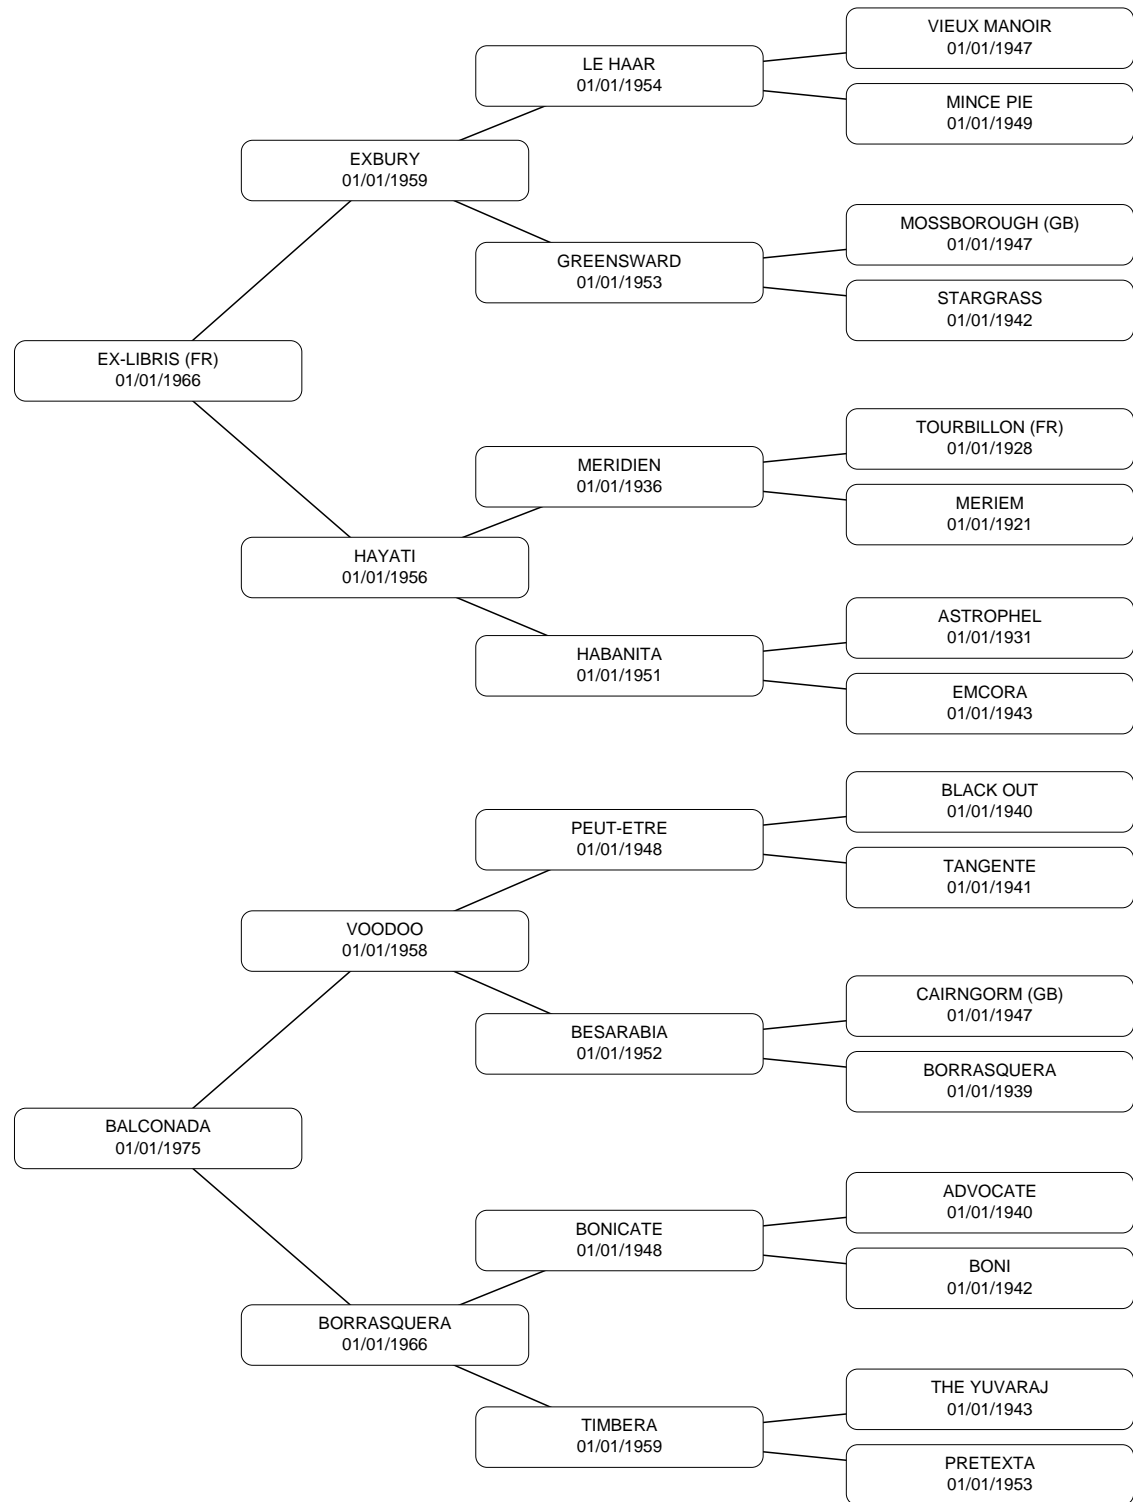 VIEUX MANOIR
01/01/1947
LE HAAR
01/01/1954
MINCE PIE
01/01/1949
EXBURY
01/01/1959
MOSSBOROUGH (GB)
01/01/1947
GREENSWARD
01/01/1953
STARGRASS
01/01/1942
EX-LIBRIS (FR)
01/01/1966
TOURBILLON (FR)
01/01/1928
MERIDIEN
01/01/1936
MERIEM
01/01/1921
HAYATI
01/01/1956
ASTROPHEL
01/01/1931
HABANITA
01/01/1951
EMCORA
01/01/1943
BLACK OUT
01/01/1940
PEUT-ETRE
01/01/1948
TANGENTE
01/01/1941
VOODOO
01/01/1958
CAIRNGORM (GB)
01/01/1947
BESARABIA
01/01/1952
BORRASQUERA
01/01/1939
BALCONADA
01/01/1975
ADVOCATE
01/01/1940
BONICATE
01/01/1948
BONI
01/01/1942
BORRASQUERA
01/01/1966
THE YUVARAJ
01/01/1943
TIMBERA
01/01/1959
PRETEXTA
01/01/1953